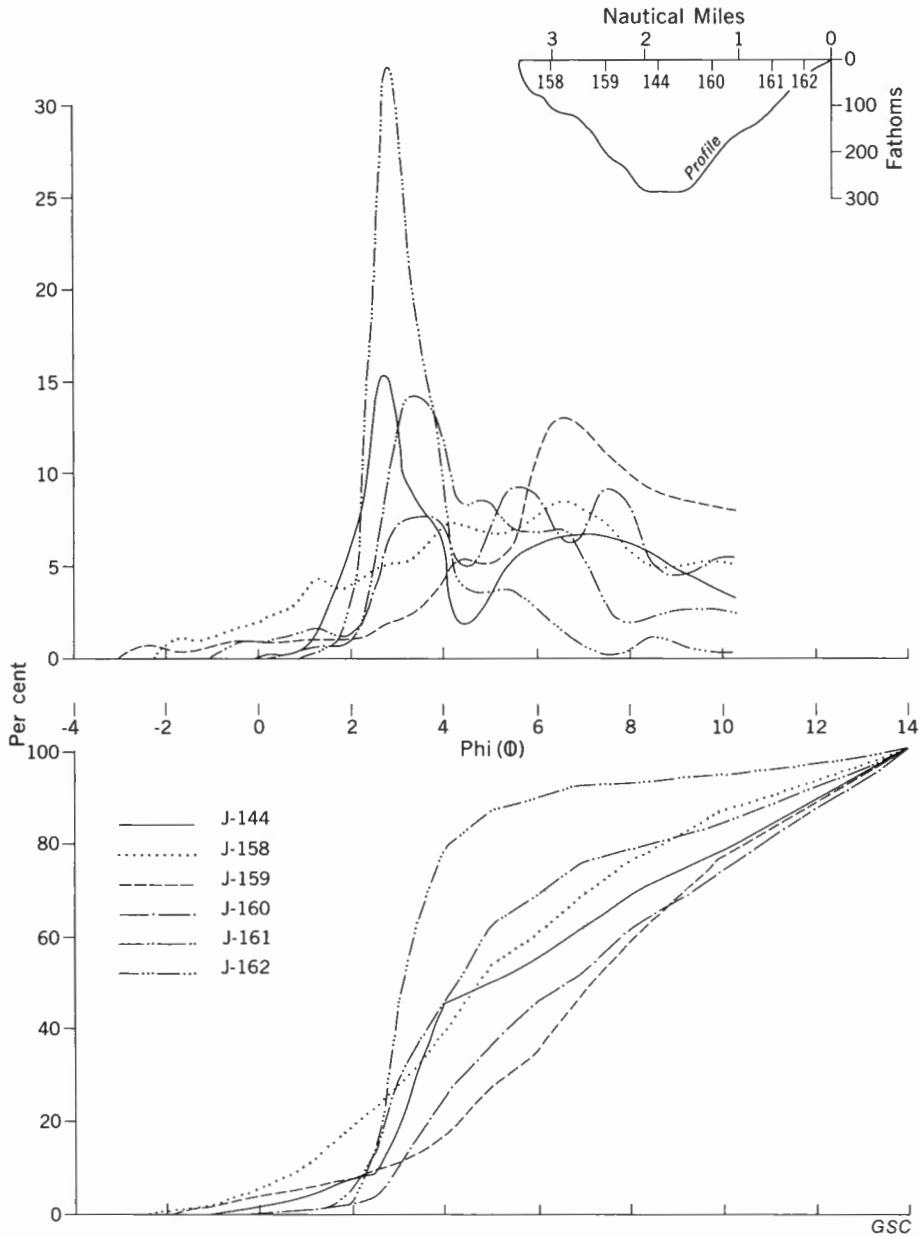 Nautical Miles
3 2 1 0
158 159 144 160 161 162
0
100
200
300
Fathoms
Profile
30
25
20
15
10
5
0
Per cent
-4 -2 0 2 4 6 8 10 12 14
Phi (Φ)
100
80
60
40
20
0
J-144
J-158
J-159
J-160
J-161
J-162
GSC